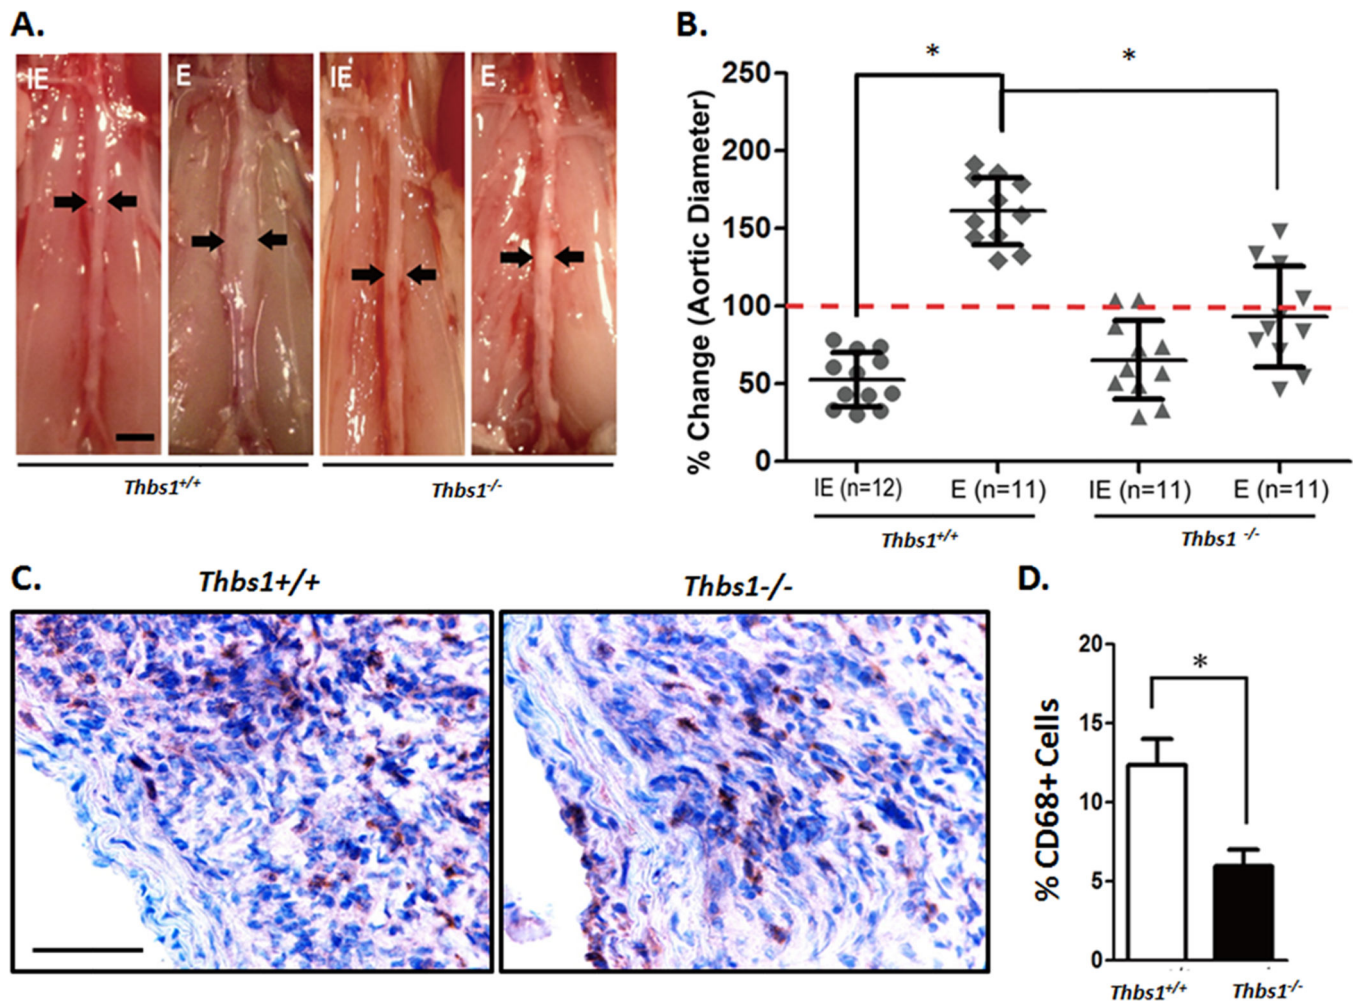 A.
IE E IE E
Thbs1+/+ Thbs1-/-
B.
* *
% Change (Aortic Diameter)
250
200
150
100
50
0
IE (n=12) E (n=11) IE (n=11) E (n=11)
Thbs1+/+ Thbs1 -/-
C.
Thbs1+/+ Thbs1-/-
D.
% CD68+ Cells
20
15
10
5
0
*
Thbs1+/+ Thbs1-/-